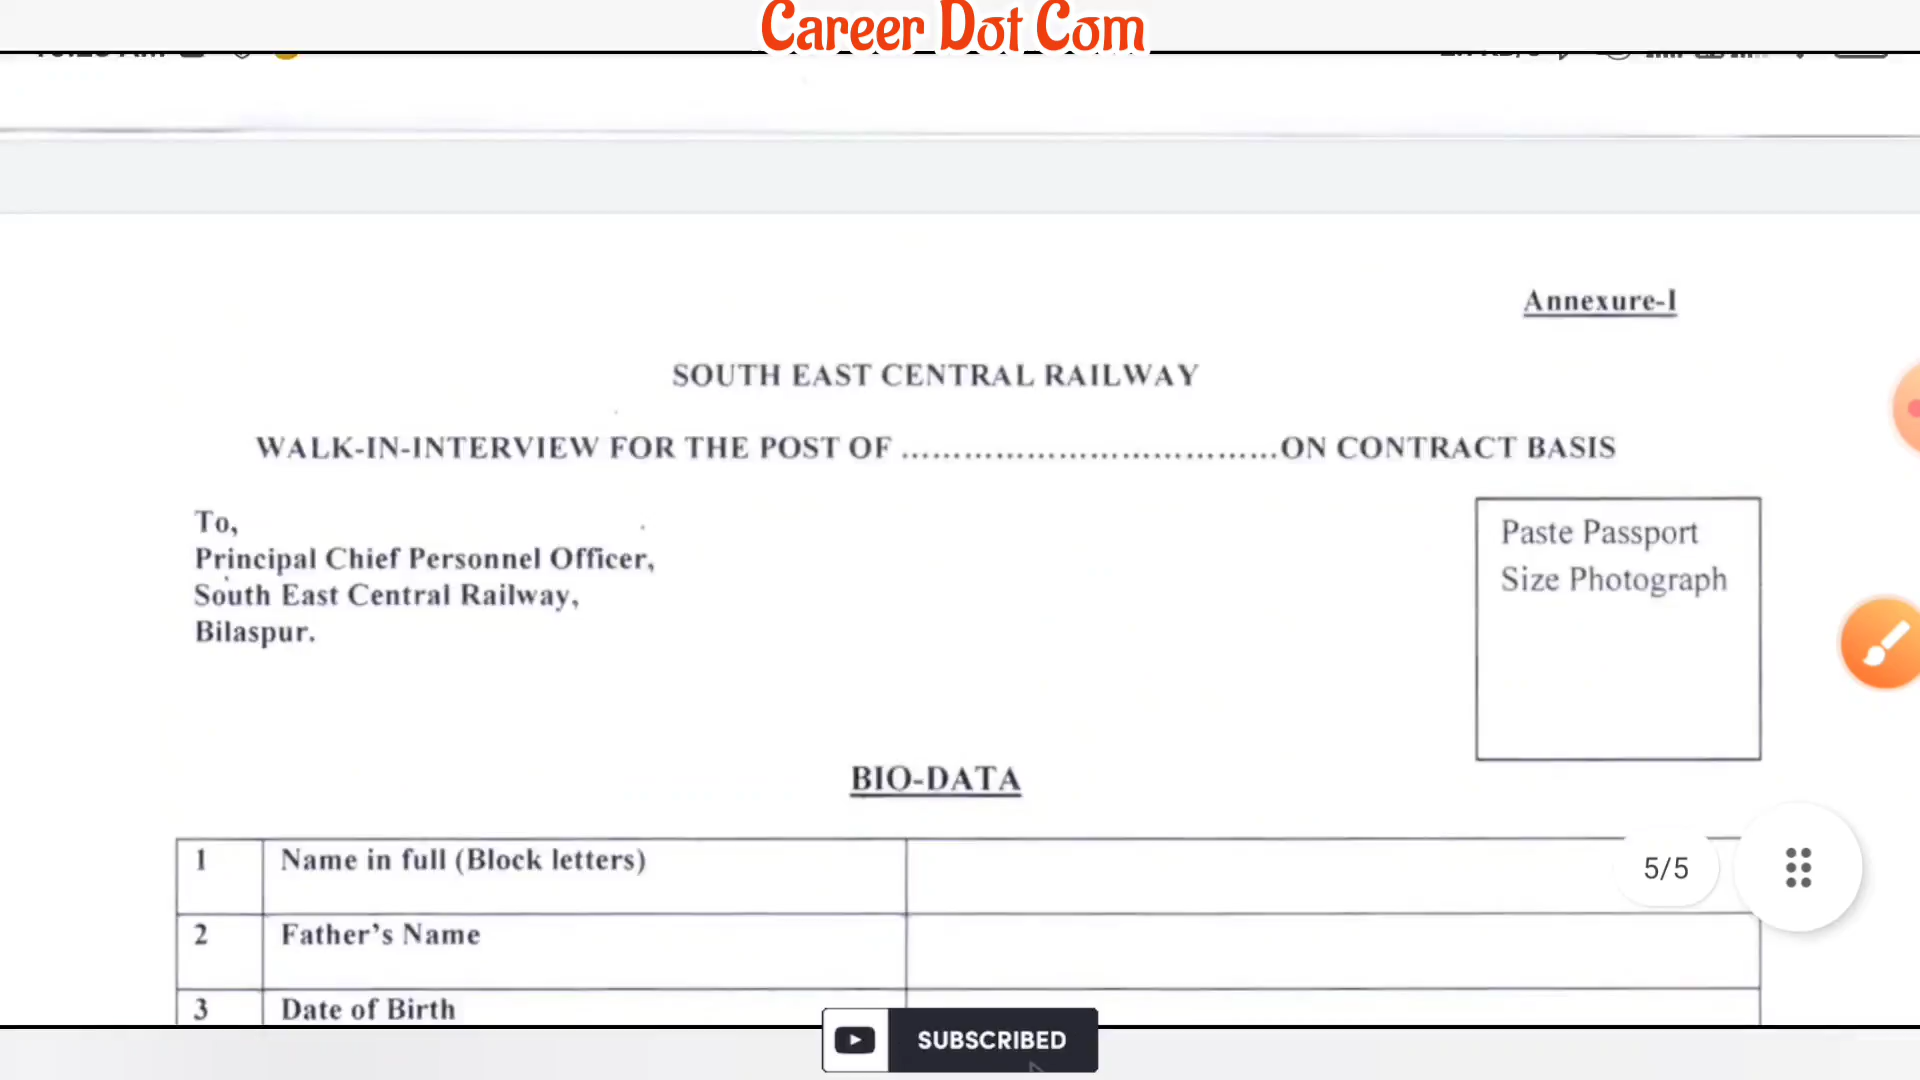 Career Dot Com
Annexure-I
SOUTH EAST CENTRAL RAILWAY
WALK-IN-INTERVIEW FOR THE POST OF ....................................ON CONTRACT BASIS
To,
Principal Chief Personnel Officer,
South East Central Railway,
Bilaspur.
Paste Passport
Size Photograph
BIO-DATA
1 Name in full (Block letters)
5/5
2 Father's Name
3 Date of Birth
SUBSCRIBED